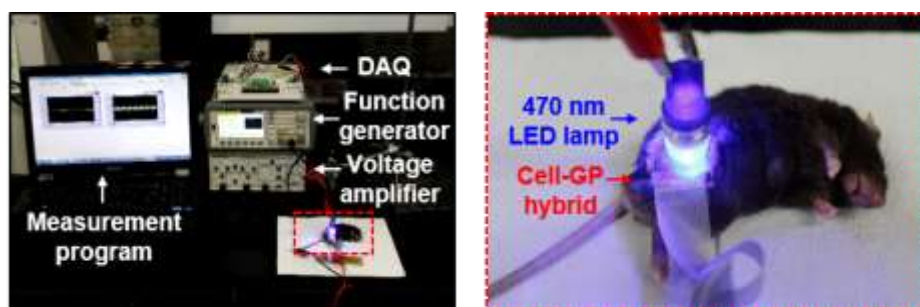 DAQ
Function
generator
Voltage
amplifier
Measurement
program
470 nm
LED lamp
Cell-GP
hybrid